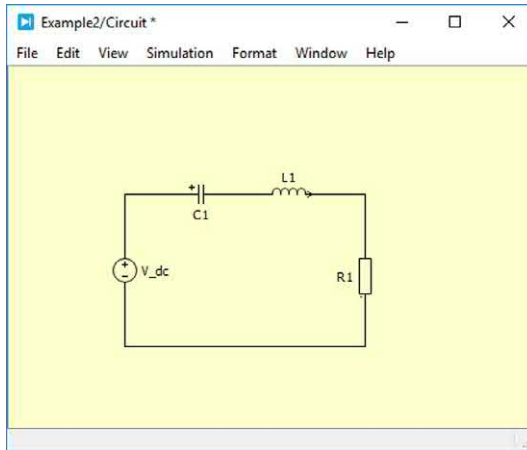 Example2/Circuit *
File Edit View Simulation Format Window Help
L1
C1
V_dc
R1